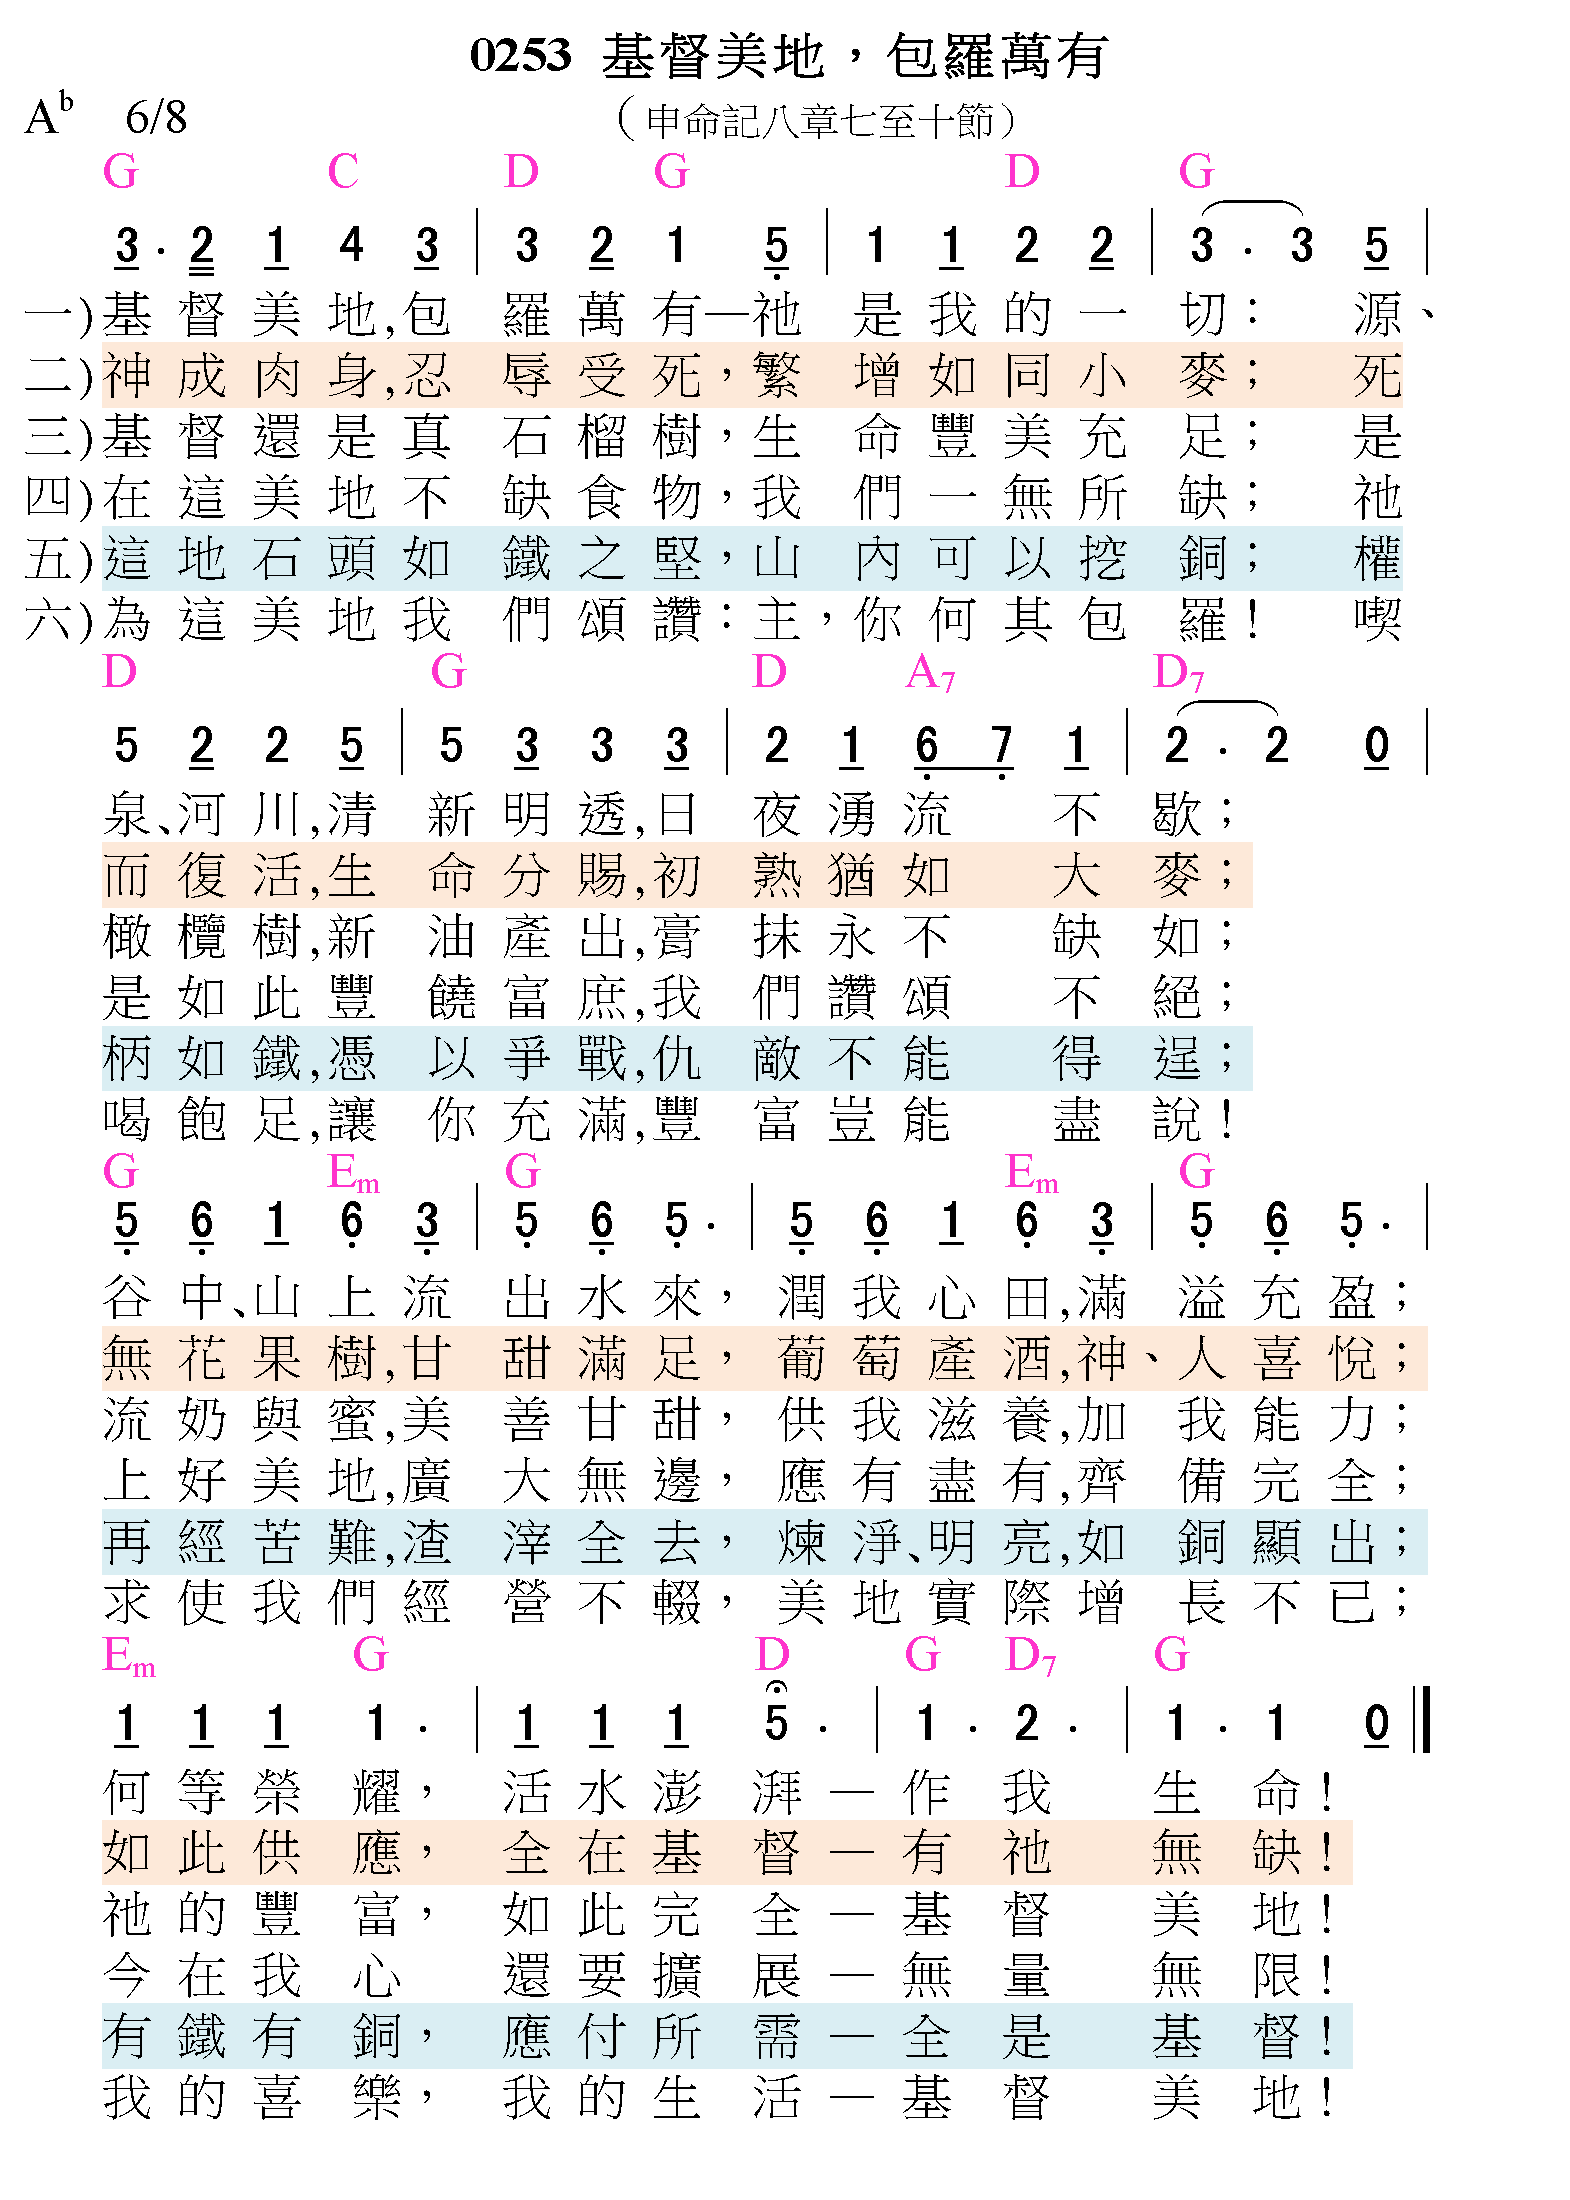 0253 基督美地，包羅萬有
A♭ 6/8 （申命記八章七至十節）
G C D G D G
3 . 2 1 4 3 | 3 2 1 5 | 1 1 2 2 | 3 . 3 5 |
一)基督美地,包羅萬有—祂是我的一切：源、
二)神成肉身,忍辱受死，繁增如同小麥；死
三)基督還是真石榴樹，生命豐美充足；是
四)在這美地不缺食物，我們一無所缺；祂
五)這地石頭如鐵之堅，山內可以挖銅；權
六)為這美地我們頌讚：主，你何其包羅！喫
D G D A7 D7
5 2 2 5 | 5 3 3 3 | 2 1 6 7 1 | 2 . 2 0 |
泉、河川,清新明透,日夜湧流不歇；
而復活,生命分賜,初熟猶如大麥；
橄欖樹,新油產出,膏抹永不缺如；
是如此豐饒富庶,我們讚頌不絕；
柄如鐵,憑以爭戰,仇敵不能得逞；
喝飽足,讓你充滿,豐富豈能盡說！
G Em G Em G
5 6 1 6 3 | 5 6 5 . | 5 6 1 6 3 | 5 6 5 . |
谷中、山上流出水來，潤我心田,滿溢充盈；
無花果樹,甘甜滿足，葡萄產酒,神、人喜悅；
流奶與蜜,美善甘甜，供我滋養,加我能力；
上好美地,廣大無邊，應有盡有,齊備完全；
再經苦難,渣滓全去，煉淨、明亮,如銅顯出；
求使我們經營不輟，美地實際增長不已；
Em G D G D7 G
1 1 1 1 . | 1 1 1 5 . | 1 . 2 . | 1 . 1 0 ‖
何等榮耀，活水澎湃—作我生命！
如此供應，全在基督—有祂無缺！
祂的豐富，如此完全—基督美地！
今在我心還要擴展—無量無限！
有鐵有銅，應付所需—全是基督！
我的喜樂，我的生活—基督美地！